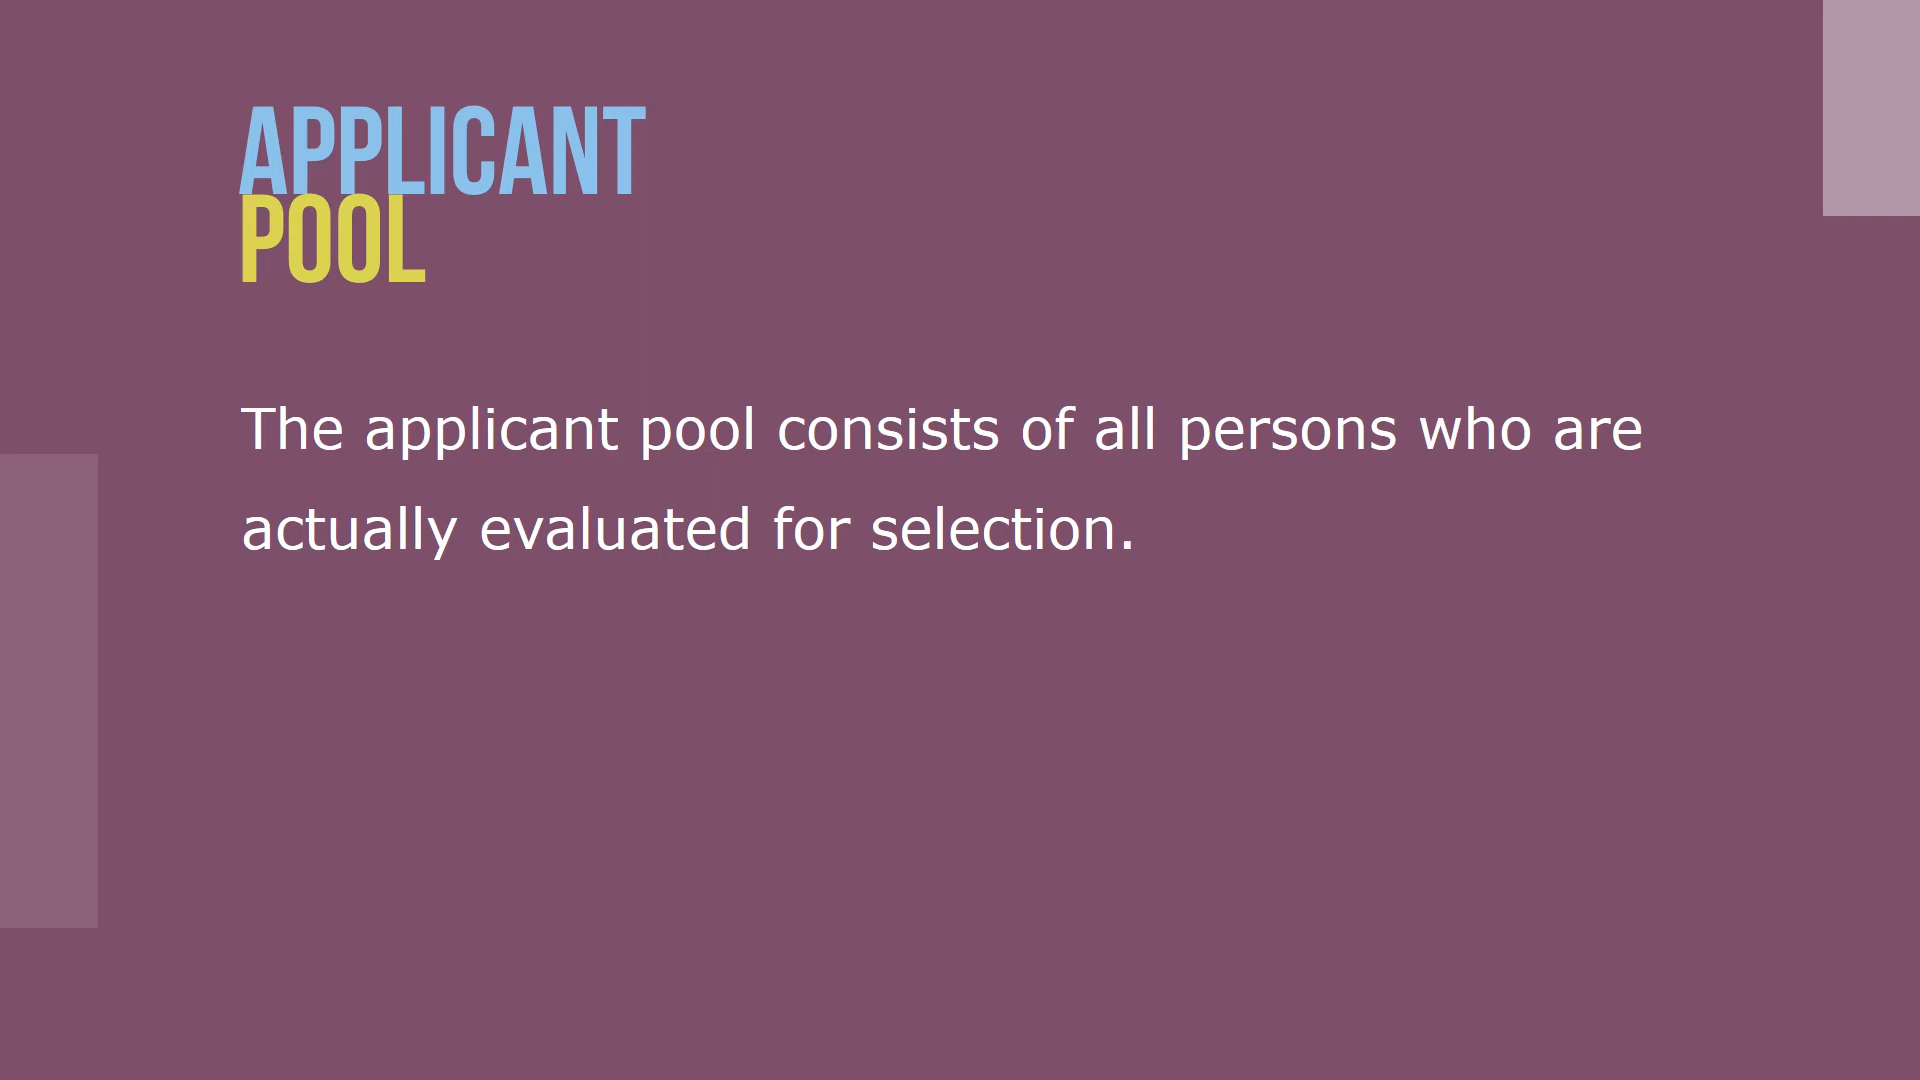 APPLICANT
POOL
The applicant pool consists of all persons who are
actually evaluated for selection.